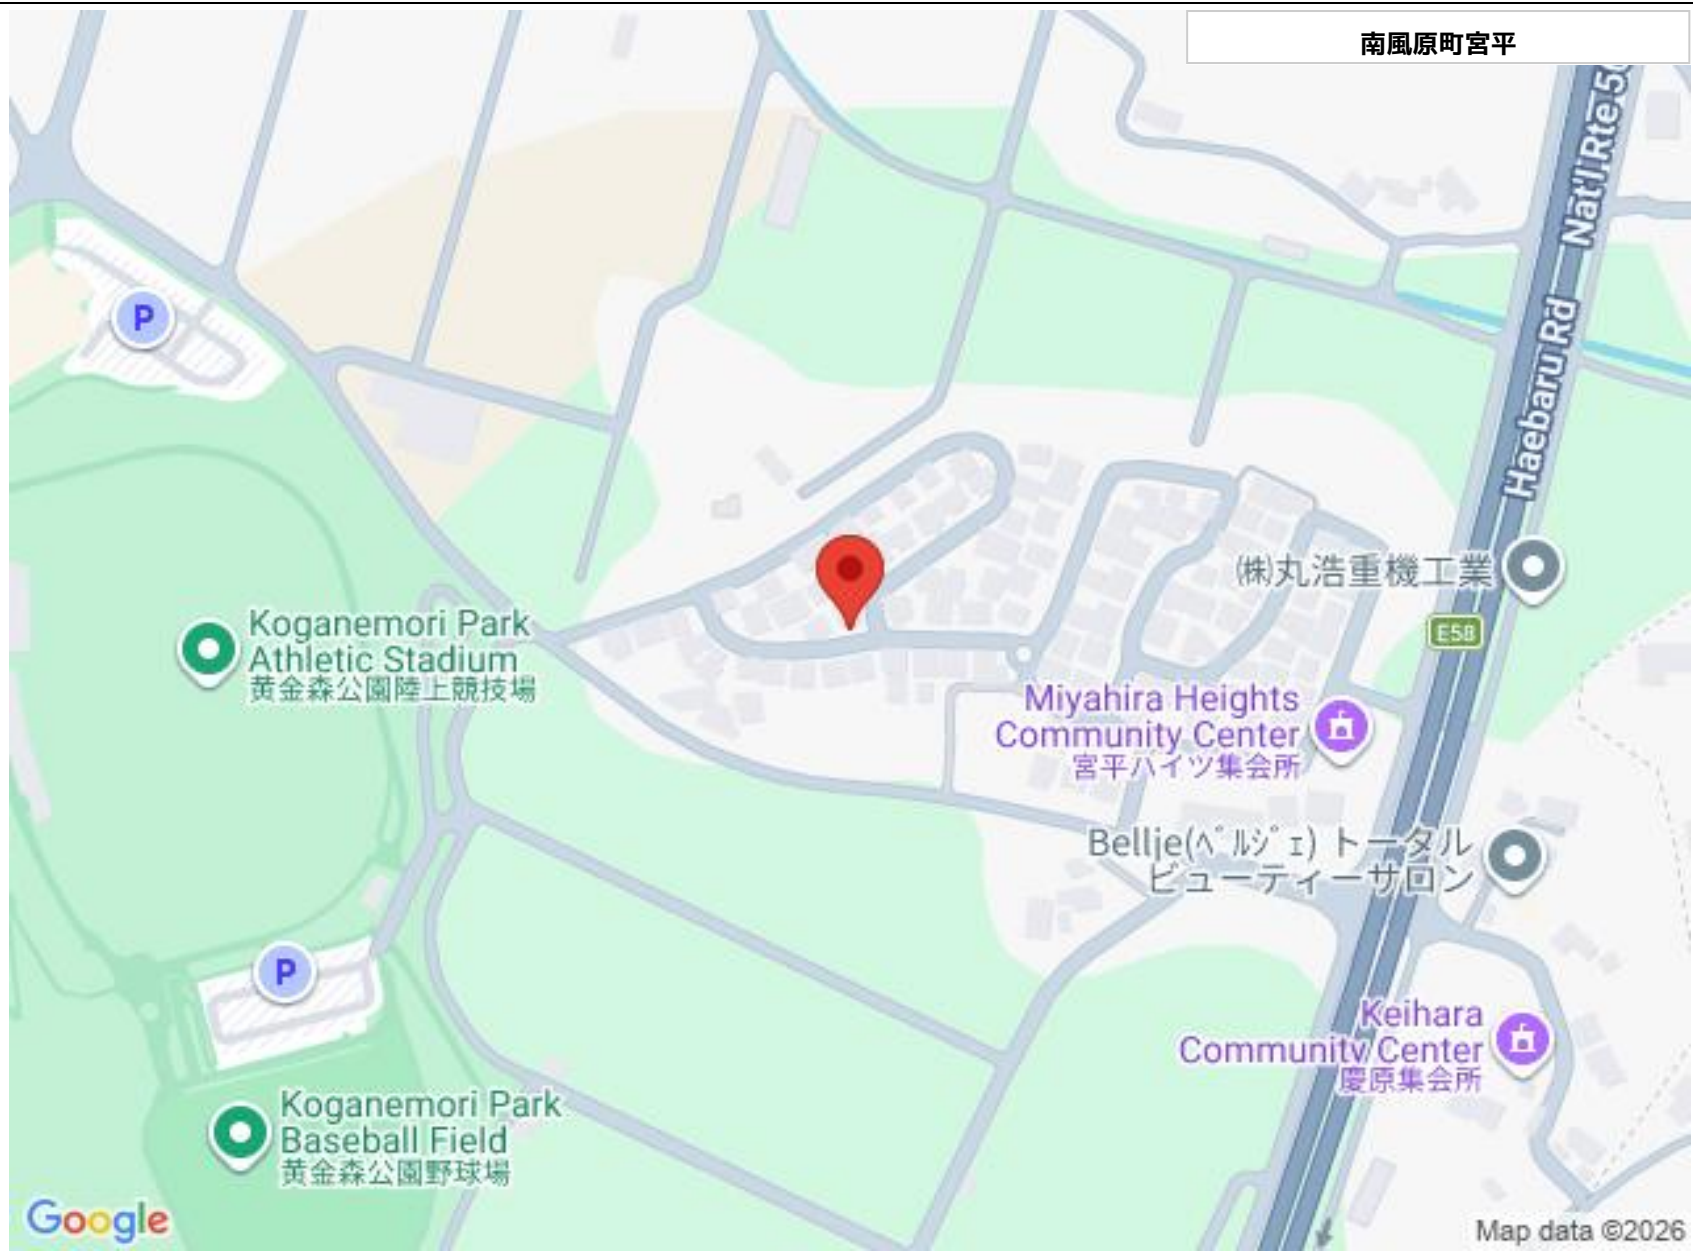 南風原町宮平
Nat'l Rte 50
Haebaru Rd
P
㈱丸浩重機工業
E58
Koganemori Park
Athletic Stadium
黄金森公園陸上競技場
Miyahira Heights
Community Center
宮平ハイツ集会所
Bellje(ﾍﾞﾙｼﾞｪ) トータル
ビューティーサロン
P
Keihara
Community Center
慶原集会所
Koganemori Park
Baseball Field
黄金森公園野球場
Google
Map data ©2026